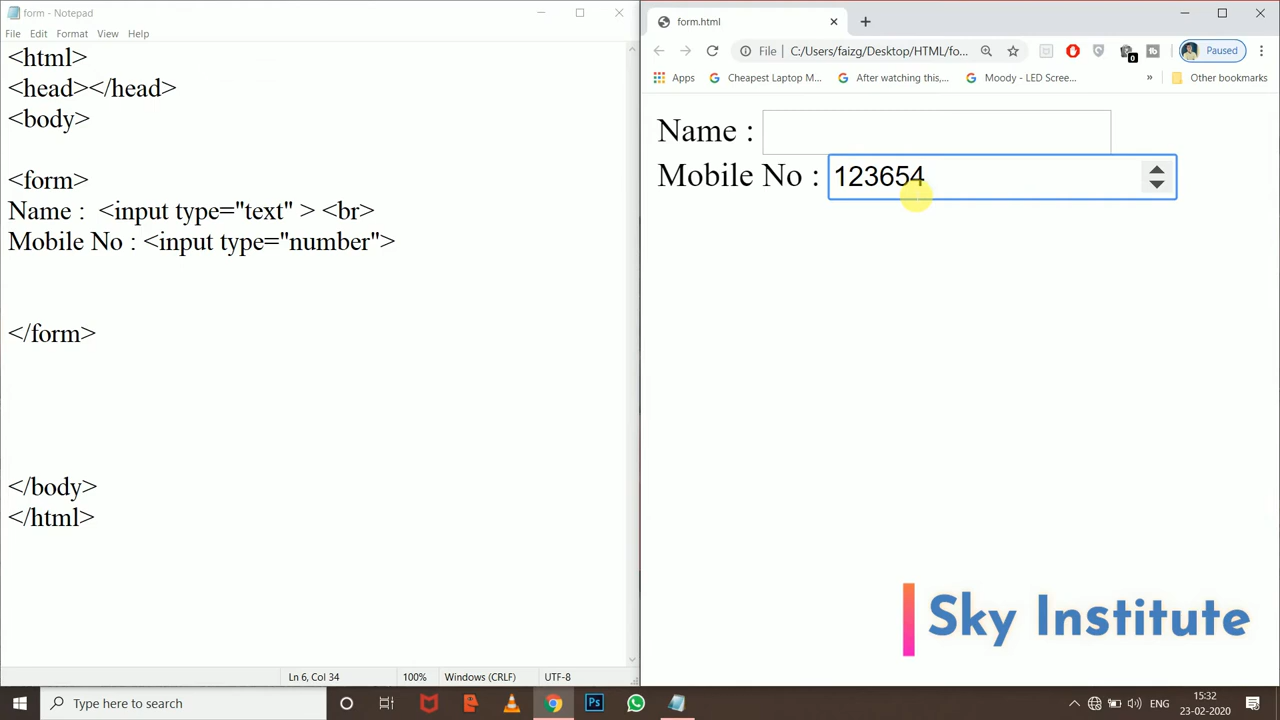 form - Notepad
File Edit Format View Help
<html>
<head></head>
<body>
<form>
Name : <input type="text" > <br>
Mobile No : <input type="number">
</form>
</body>
</html>
Ln 6, Col 34 100% Windows (CRLF) UTF-8
form.html
File C:/Users/faizg/Desktop/HTML/fo... Paused
Apps Cheapest Laptop M... After watching this,... Moody - LED Scree... » Other bookmarks
Name :
Mobile No : 123654
Sky Institute
Type here to search
Ps
ENG
15:32
23-02-2020